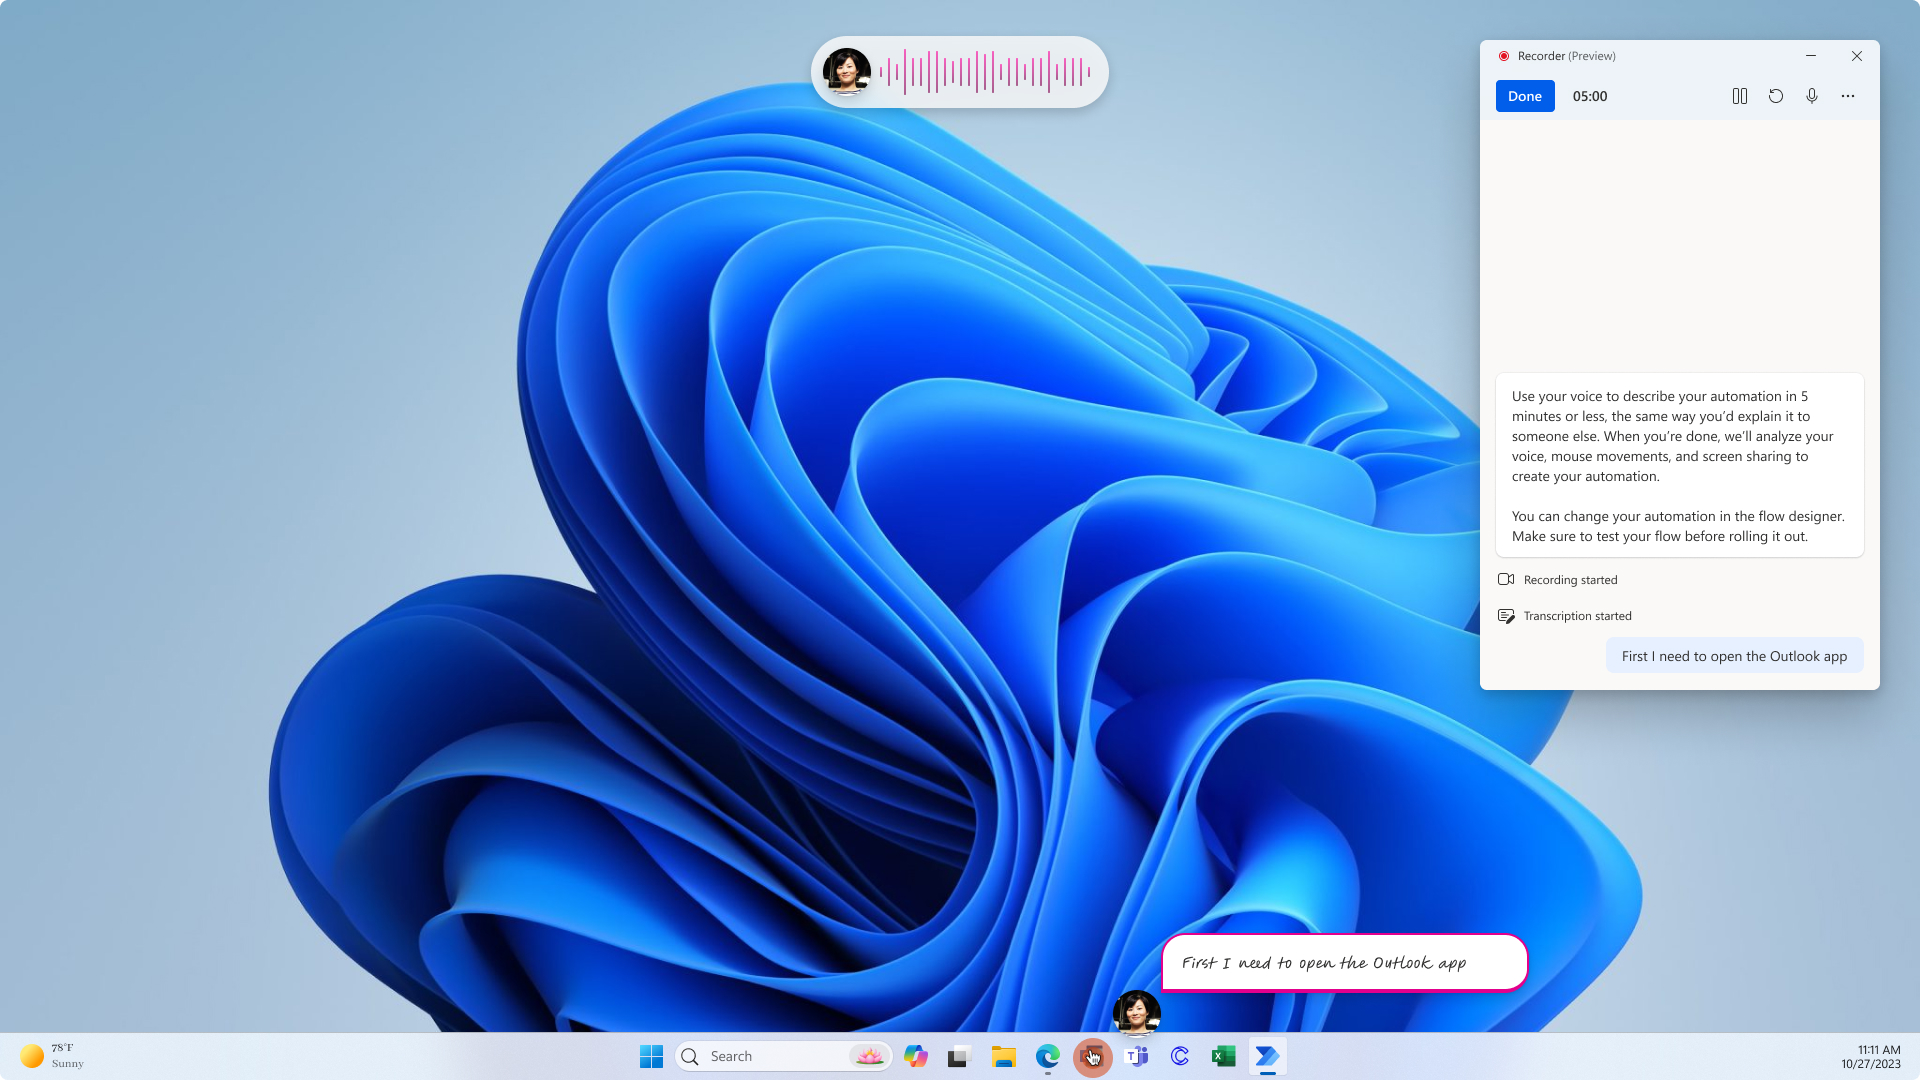 Recorder (Preview)
Done
05:00
Use your voice to describe your automation in 5
minutes or less, the same way you’d explain it to
someone else. When you’re done, we’ll analyze your
voice, mouse movements, and screen sharing to
create your automation.
You can change your automation in the flow designer.
Make sure to test your flow before rolling it out.
Recording started
Transcription started
First I need to open the Outlook app
First I need to open the Outlook app
78°F
Sunny
Search
11:11 AM
10/27/2023